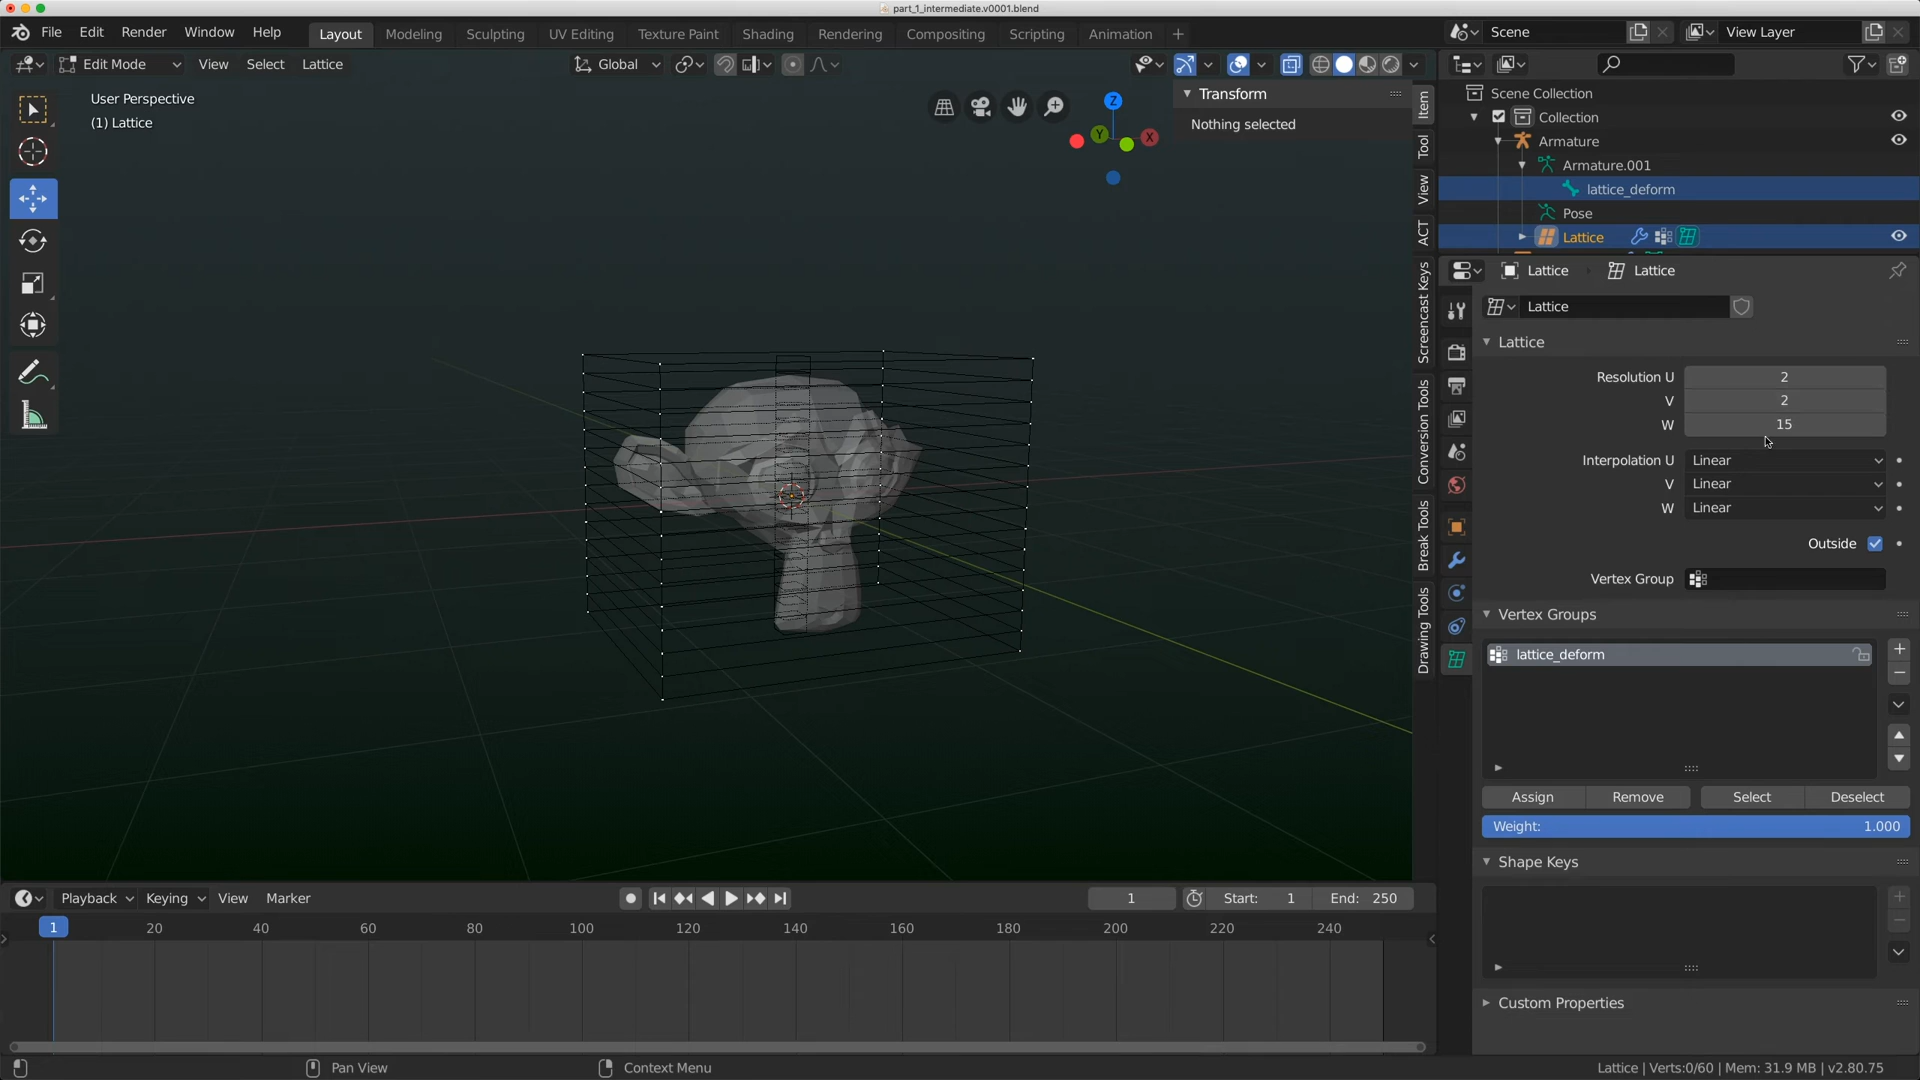 part_1_intermediate.v0001.blend
File Edit Render Window Help Layout Modeling Sculpting UV Editing Texture Paint Shading Rendering Compositing Scripting Animation + Scene View Layer
Edit Mode View Select Lattice Global
User Perspective
(1) Lattice
Z
Y
X
Transform
Nothing selected
Item
Tool
View
ACT
Screencast Keys
Conversion Tools
Break Tools
Drawing Tools
Scene Collection
Collection
Armature
Armature.001
lattice_deform
Pose
Lattice
Lattice Lattice
Lattice
Lattice
Resolution U 2
V 2
W 15
Interpolation U Linear
V Linear
W Linear
Outside
Vertex Group
Vertex Groups
lattice_deform
Assign Remove Select Deselect
Weight: 1.000
Shape Keys
Custom Properties
Playback Keying View Marker 1 Start: 1 End: 250
1 20 40 60 80 100 120 140 160 180 200 220 240
Pan View Context Menu Lattice | Verts:0/60 | Mem: 31.9 MB | v2.80.75